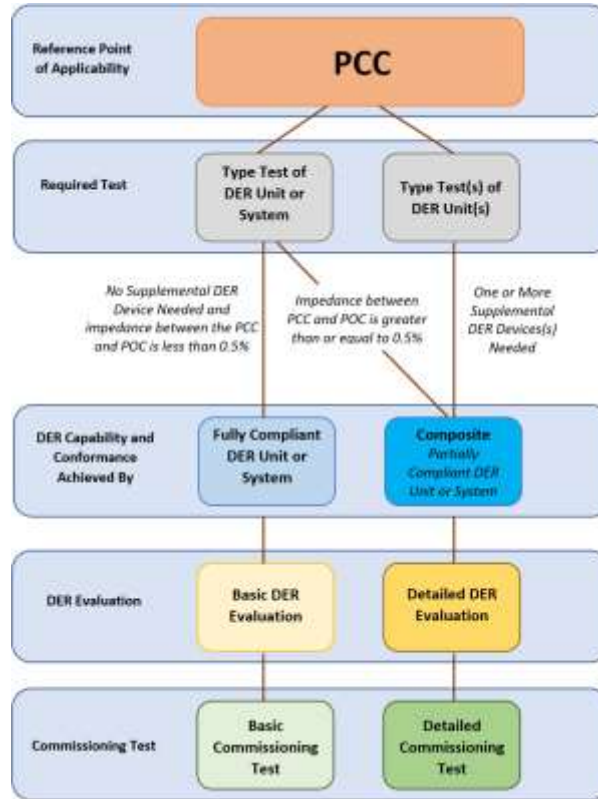 Reference Point
of Applicability
PCC
Required Test
Type Test of
DER Unit or
System
Type Test(s) of
DER Unit(s)
No Supplemental DER
Device Needed and
impedance between the PCC
and POC is less than 0.5%
Impedance between
PCC and POC is greater
than or equal to 0.5%
One or More
Supplemental
DER Devices(s)
Needed
DER Capability and
Conformance
Achieved By
Fully Compliant
DER Unit or
System
Composite
Partially
Compliant DER
Unit or System
DER Evaluation
Basic DER
Evaluation
Detailed DER
Evaluation
Commissioning Test
Basic
Commissioning
Test
Detailed
Commissioning
Test